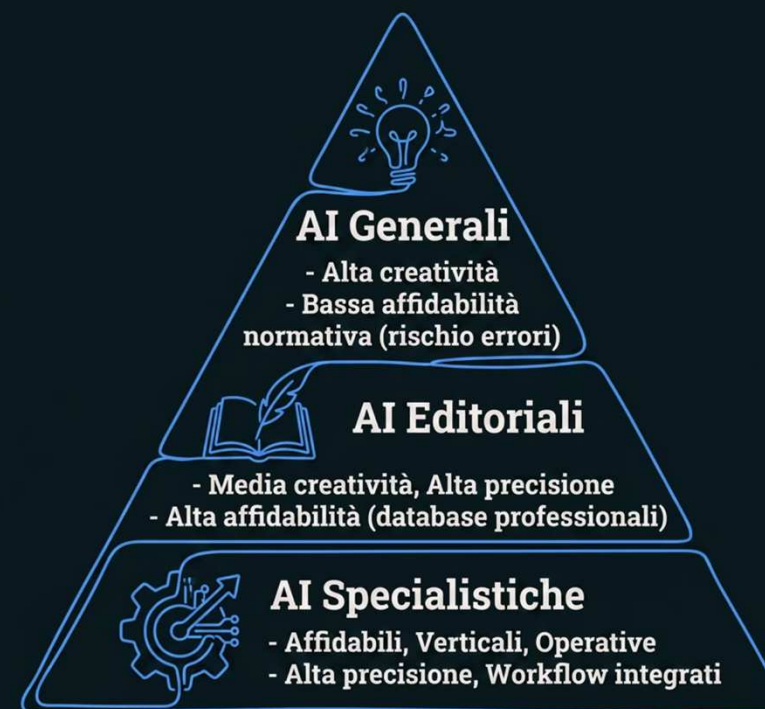 AI Generali
- Alta creatività
- Bassa affidabilità
normativa (rischio errori)
AI Editoriali
- Media creatività, Alta precisione
- Alta affidabilità (database professionali)
AI Specialistiche
- Affidabili, Verticali, Operative
- Alta precisione, Workflow integrati